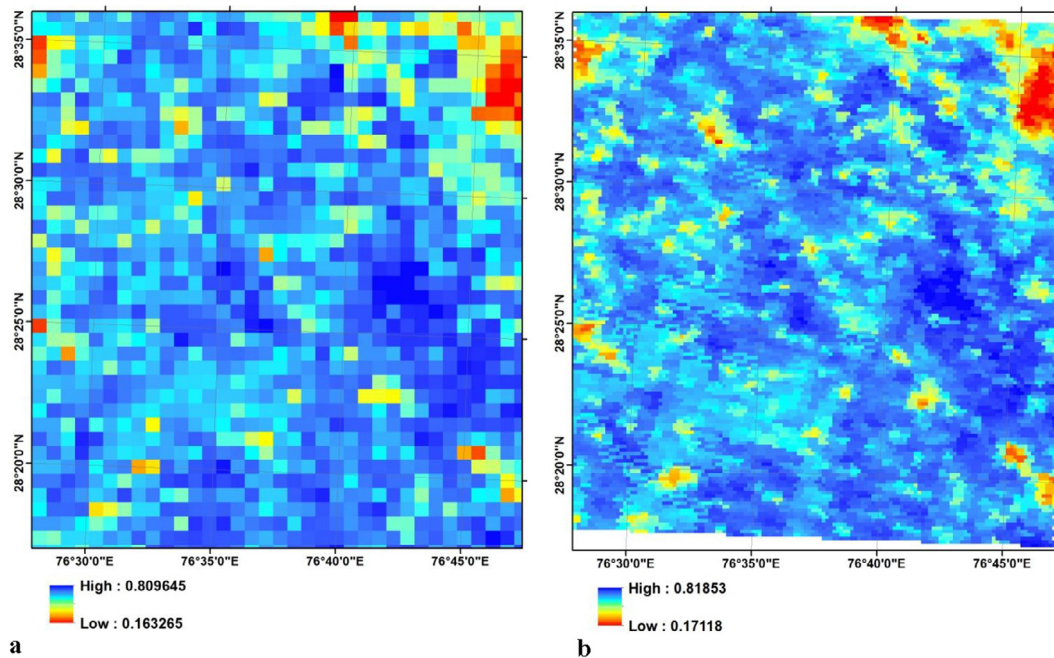 28°35'0"N
28°30'0"N
28°25'0"N
28°20'0"N
76°30'0"E 76°35'0"E 76°40'0"E 76°45'0"E
High : 0.809645
Low : 0.163265
a
28°35'0"N
28°30'0"N
28°25'0"N
28°20'0"N
76°30'0"E 76°35'0"E 76°40'0"E 76°45'0"E
High : 0.81853
Low : 0.17118
b